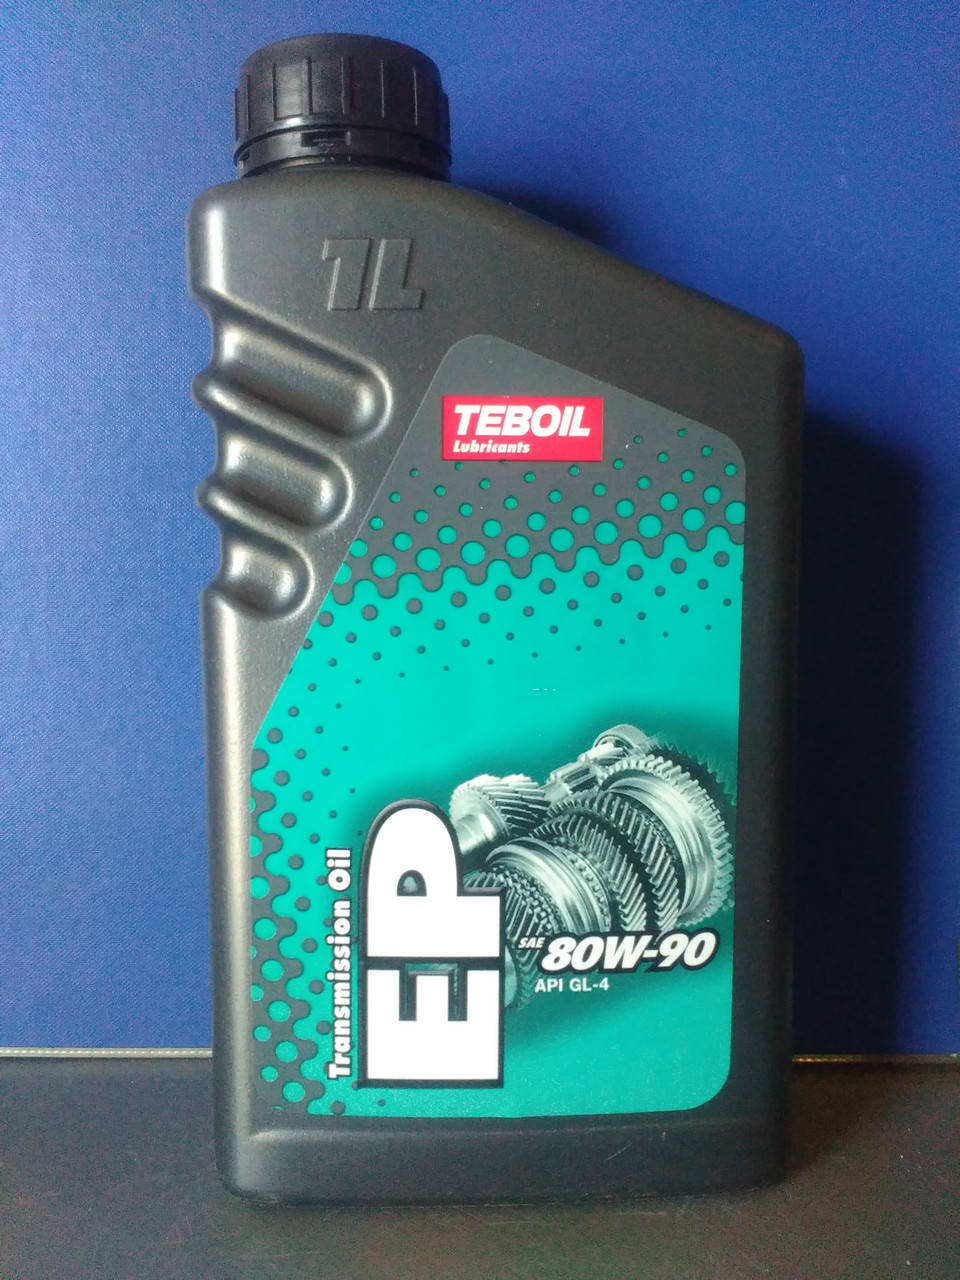 1L
TEBOIL
Lubricants
EP
Transmission Oil
SAE 80W-90
API GL-4